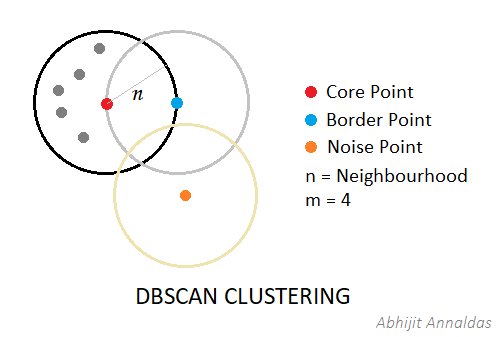 n
Core Point
Border Point
Noise Point
n = Neighbourhood
m = 4
DBSCAN CLUSTERING
Abhijit Annaldas